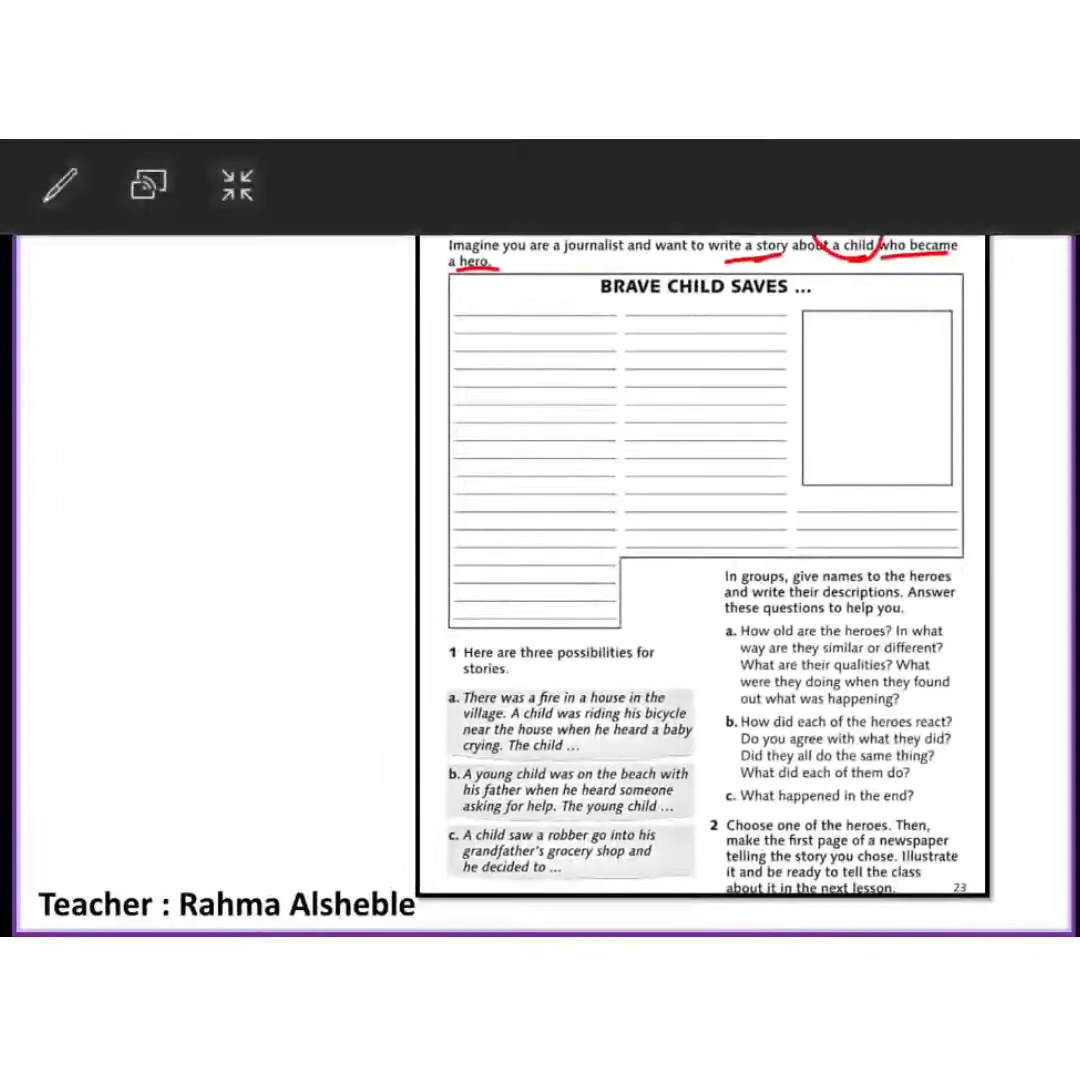 Imagine you are a journalist and want to write a story about a child who became
a hero.
BRAVE CHILD SAVES ...
1 Here are three possibilities for
stories.
a. There was a fire in a house in the
village. A child was riding his bicycle
near the house when he heard a baby
crying. The child ...
b. A young child was on the beach with
his father when he heard someone
asking for help. The young child ...
c. A child saw a robber go into his
grandfather's grocery shop and
he decided to ...
In groups, give names to the heroes
and write their descriptions. Answer
these questions to help you.
a. How old are the heroes? In what
way are they similar or different?
What are their qualities? What
were they doing when they found
out what was happening?
b. How did each of the heroes react?
Do you agree with what they did?
Did they all do the same thing?
What did each of them do?
c. What happened in the end?
2 Choose one of the heroes. Then,
make the first page of a newspaper
telling the story you chose. Illustrate
it and be ready to tell the class
about it in the next lesson.
23
Teacher : Rahma Alsheble